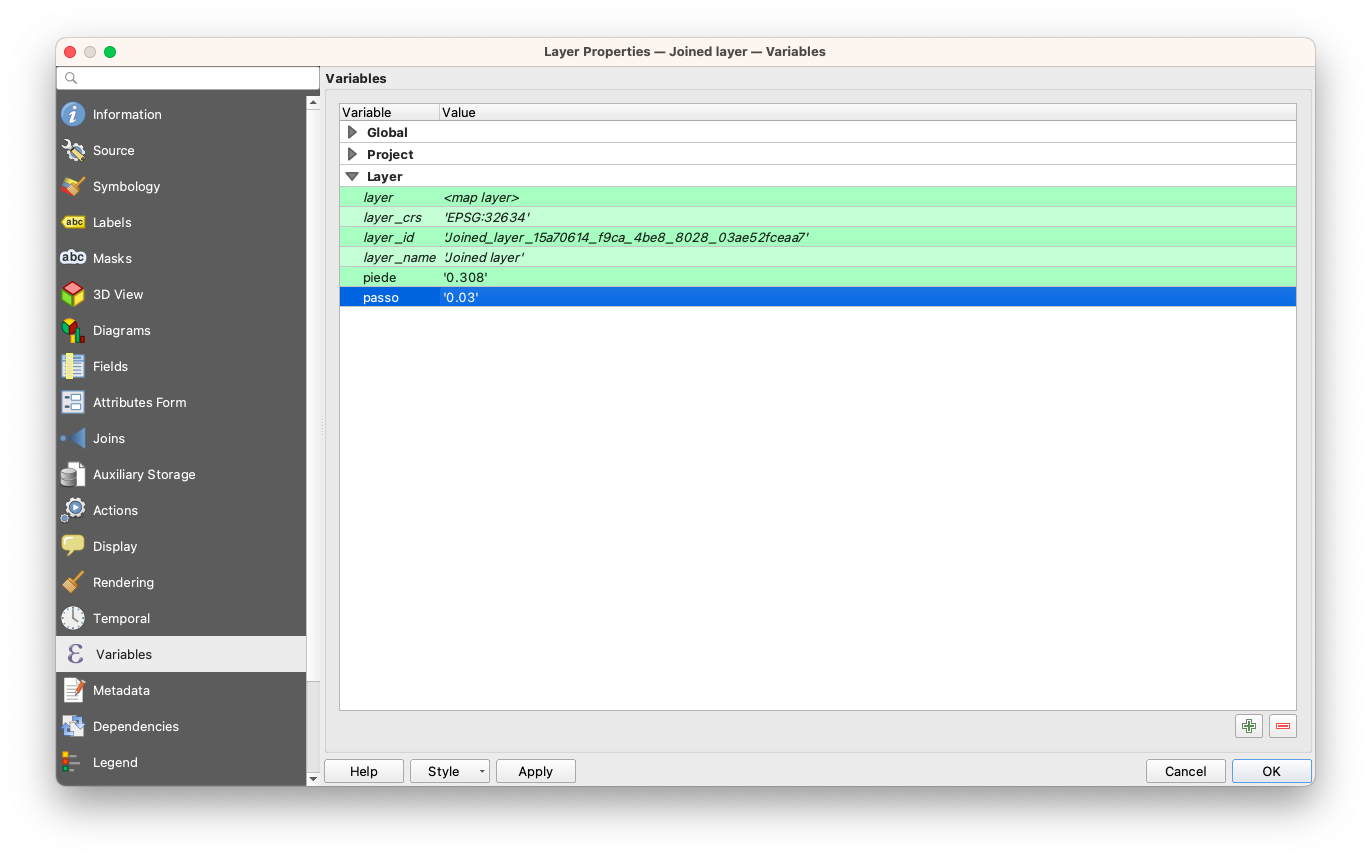 Layer Properties — Joined layer — Variables
Information
Source
Symbology
abc Labels
abc Masks
3D View
Diagrams
Fields
Attributes Form
Joins
Auxiliary Storage
Actions
Display
Rendering
Temporal
Variables
Metadata
Dependencies
Legend
Variables
Variable Value
Global
Project
Layer
layer <map layer>
layer_crs 'EPSG:32634'
layer_id 'Joined_layer_15a70614_f9ca_4be8_8028_03ae52fceaa7'
layer_name 'Joined layer'
piede '0.308'
passo '0.03'
Help Style Apply Cancel OK